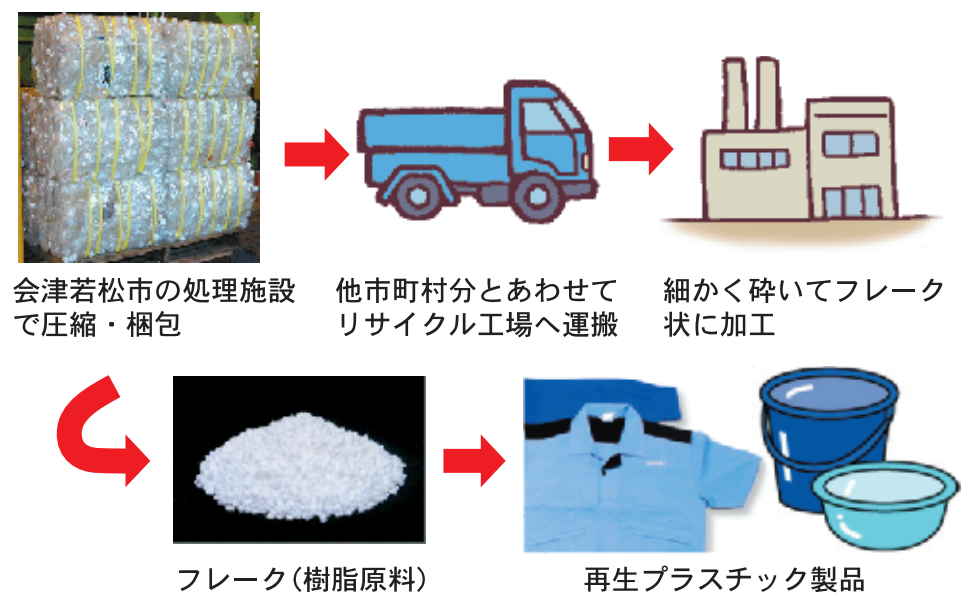 会津若松市の処理施設
で圧縮・梱包
他市町村分とあわせて
リサイクル工場へ運搬
細かく砕いてフレーク
状に加工
フレーク(樹脂原料)
再生プラスチック製品